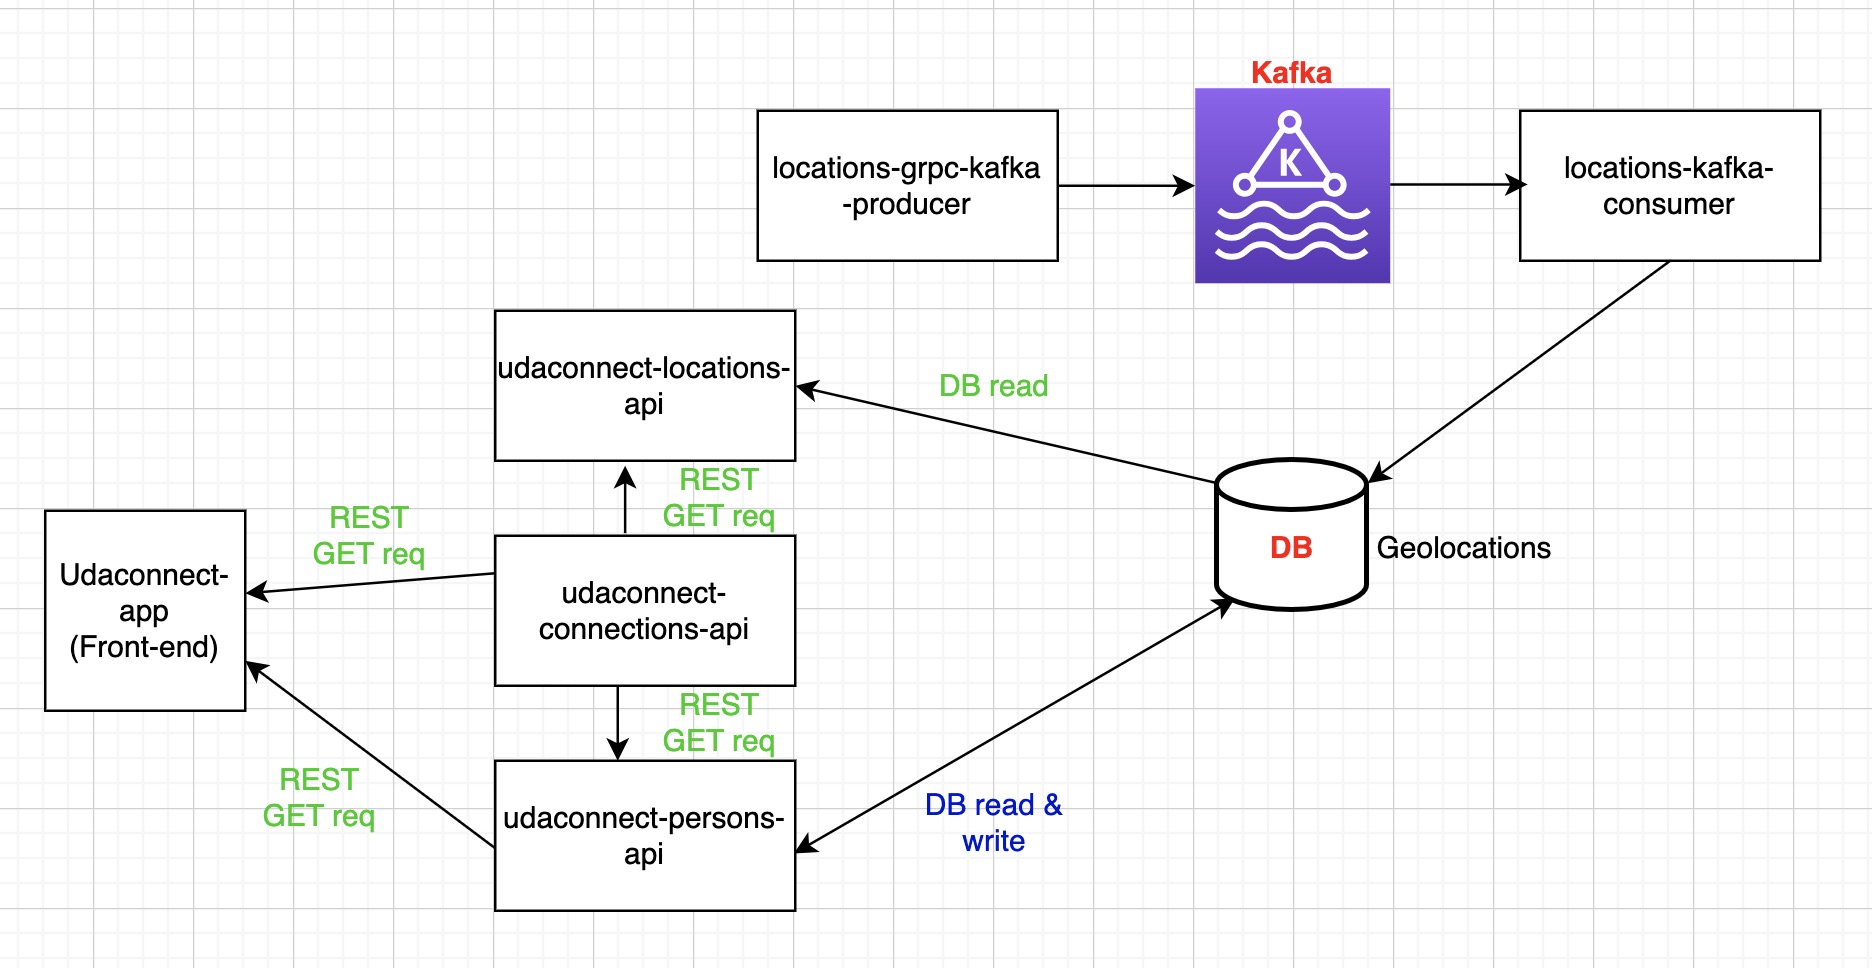 Kafka
locations-grpc-kafka
-producer
K
locations-kafka-
consumer
udaconnect-locations-
api
DB read
REST
GET req
REST
GET req
Udaconnect-
app
(Front-end)
udaconnect-
connections-api
DB
Geolocations
REST
GET req
REST
GET req
udaconnect-persons-
api
DB read &
write